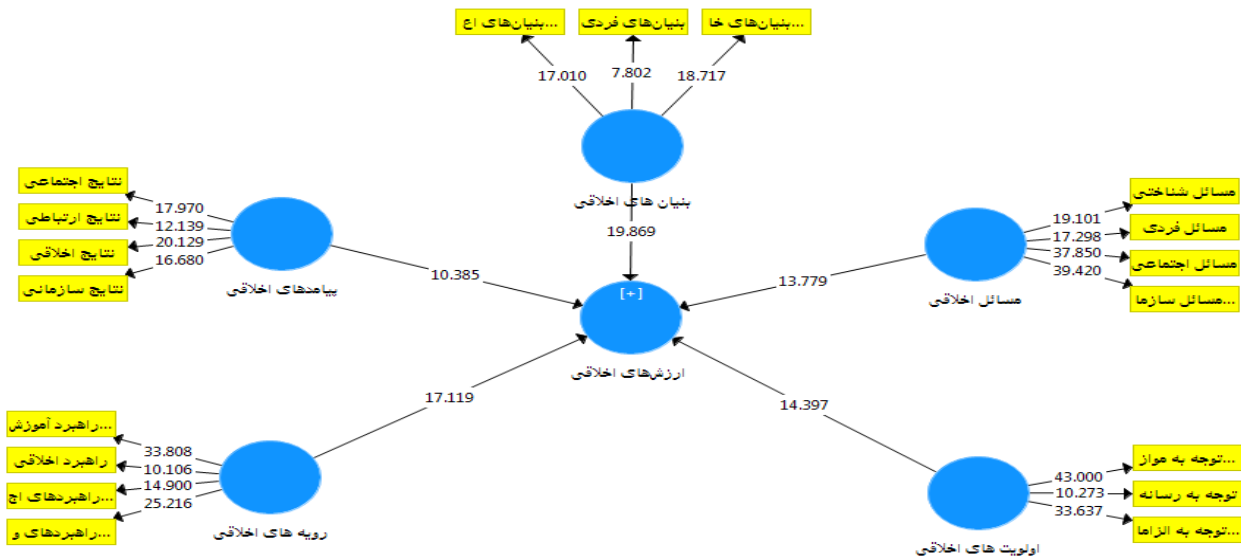 بنیان‌های اع...
بنیان‌های فردی
بنیان‌های خا...
17.010
7.802
18.717
بنیان های اخلاقی
19.869
نتایج اجتماعی
نتایج ارتباطی
نتایج اخلاقی
نتایج سازمانی
17.970
12.139
20.129
16.680
پیامدهای اخلاقی
10.385
مسائل شناختی
مسائل فردی
مسائل اجتماعی
مسائل سازما...
19.101
17.298
37.850
39.420
مسائل اخلاقی
13.779
[+]
ارزش‌های اخلاقی
راهبرد آموزش...
راهبرد اخلاقی
راهبردهای اج...
راهبردهای و...
33.808
10.106
14.900
25.216
رویه های اخلاقی
17.119
توجه به مواز...
توجه به رسانه
توجه به الزاما...
43.000
10.273
33.637
اولویت های اخلاقی
14.397